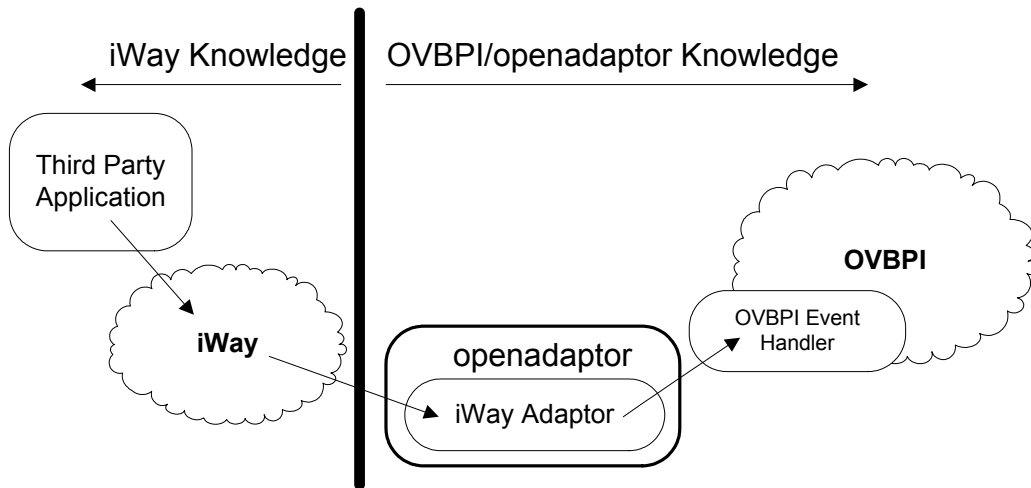 iWay Knowledge
OVBPI/openadaptor Knowledge
Third Party
Application
iWay
openadaptor
iWay Adaptor
OVBPI
OVBPI Event
Handler